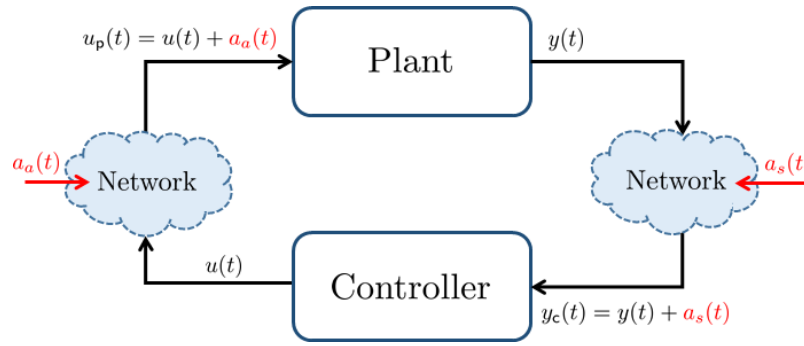 u_p(t) = u(t) + a_a(t)
Plant
y(t)
a_a(t)
Network
Network
a_s(t
u(t)
Controller
y_c(t) = y(t) + a_s(t)